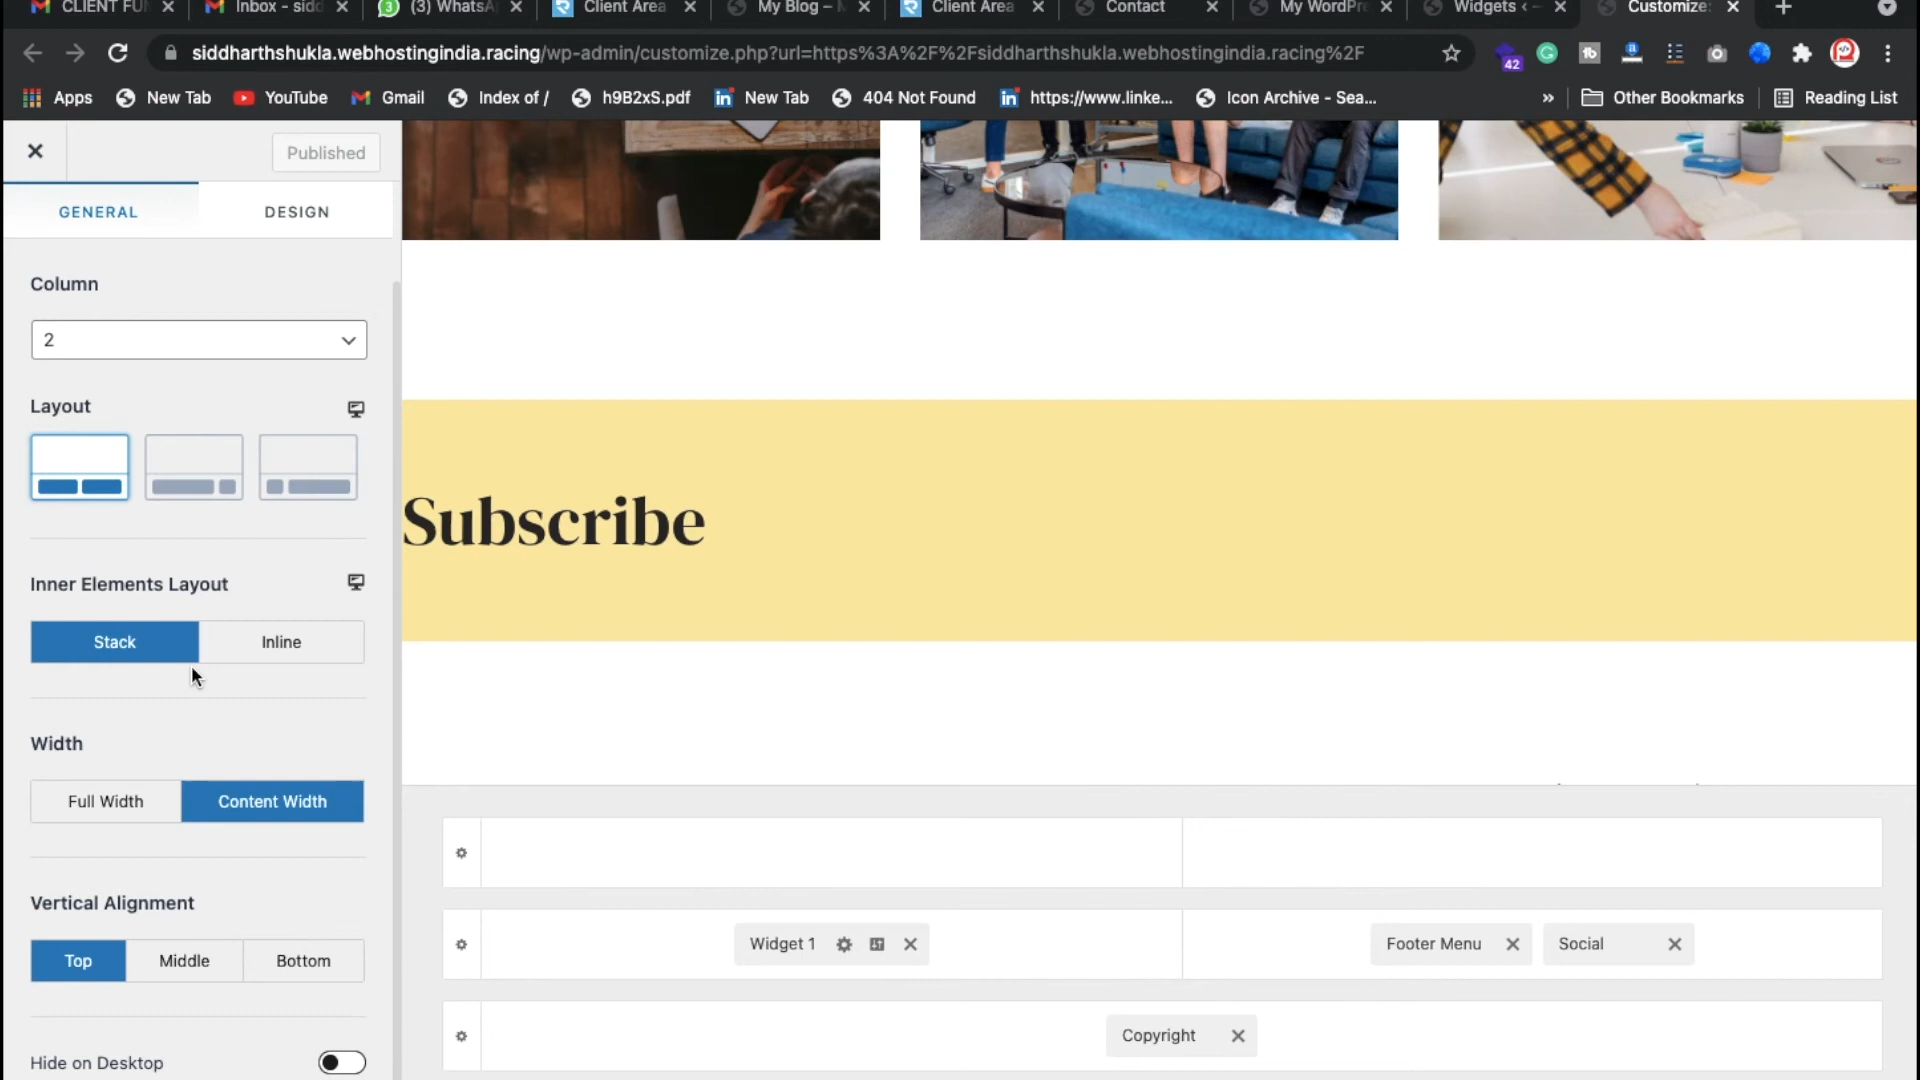 CLIENT FU
Inbox - sidd
(3) WhatsA
Client Area
My Blog –
Client Area
Contact
My WordPre
Widgets ‹
Customize:
siddharthshukla.webhostingindia.racing/wp-admin/customize.php?url=https%3A%2F%2Fsiddharthshukla.webhostingindia.racing%2F
42
Apps
New Tab
YouTube
Gmail
Index of /
h9B2xS.pdf
New Tab
404 Not Found
https://www.linke...
Icon Archive - Sea...
»
Other Bookmarks
Reading List
Published
GENERAL
DESIGN
Column
2
Layout
Inner Elements Layout
Stack
Inline
Width
Full Width
Content Width
Vertical Alignment
Top
Middle
Bottom
Hide on Desktop
Subscribe
Widget 1
Footer Menu
Social
Copyright